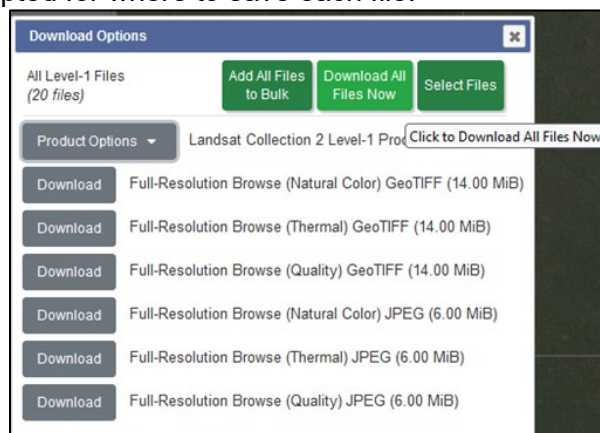 pted for where to save each file.
Download Options
All Level-1 Files
(20 files)
Add All Files
to Bulk
Download All
Files Now
Select Files
Product Options
Landsat Collection 2 Level-1
Click to Download All Files Now
Download Full-Resolution Browse (Natural Color) GeoTIFF (14.00 MiB)
Download Full-Resolution Browse (Thermal) GeoTIFF (14.00 MiB)
Download Full-Resolution Browse (Quality) GeoTIFF (14.00 MiB)
Download Full-Resolution Browse (Natural Color) JPEG (6.00 MiB)
Download Full-Resolution Browse (Thermal) JPEG (6.00 MiB)
Download Full-Resolution Browse (Quality) JPEG (6.00 MiB)